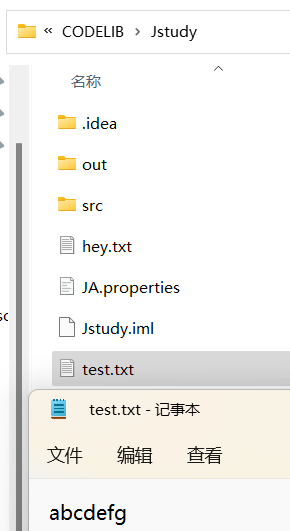 « CODELIB > Jstudy
名称
.idea
out
src
hey.txt
JA.properties
Jstudy.iml
test.txt
test.txt - 记事本
文件 编辑 查看
abcdefg